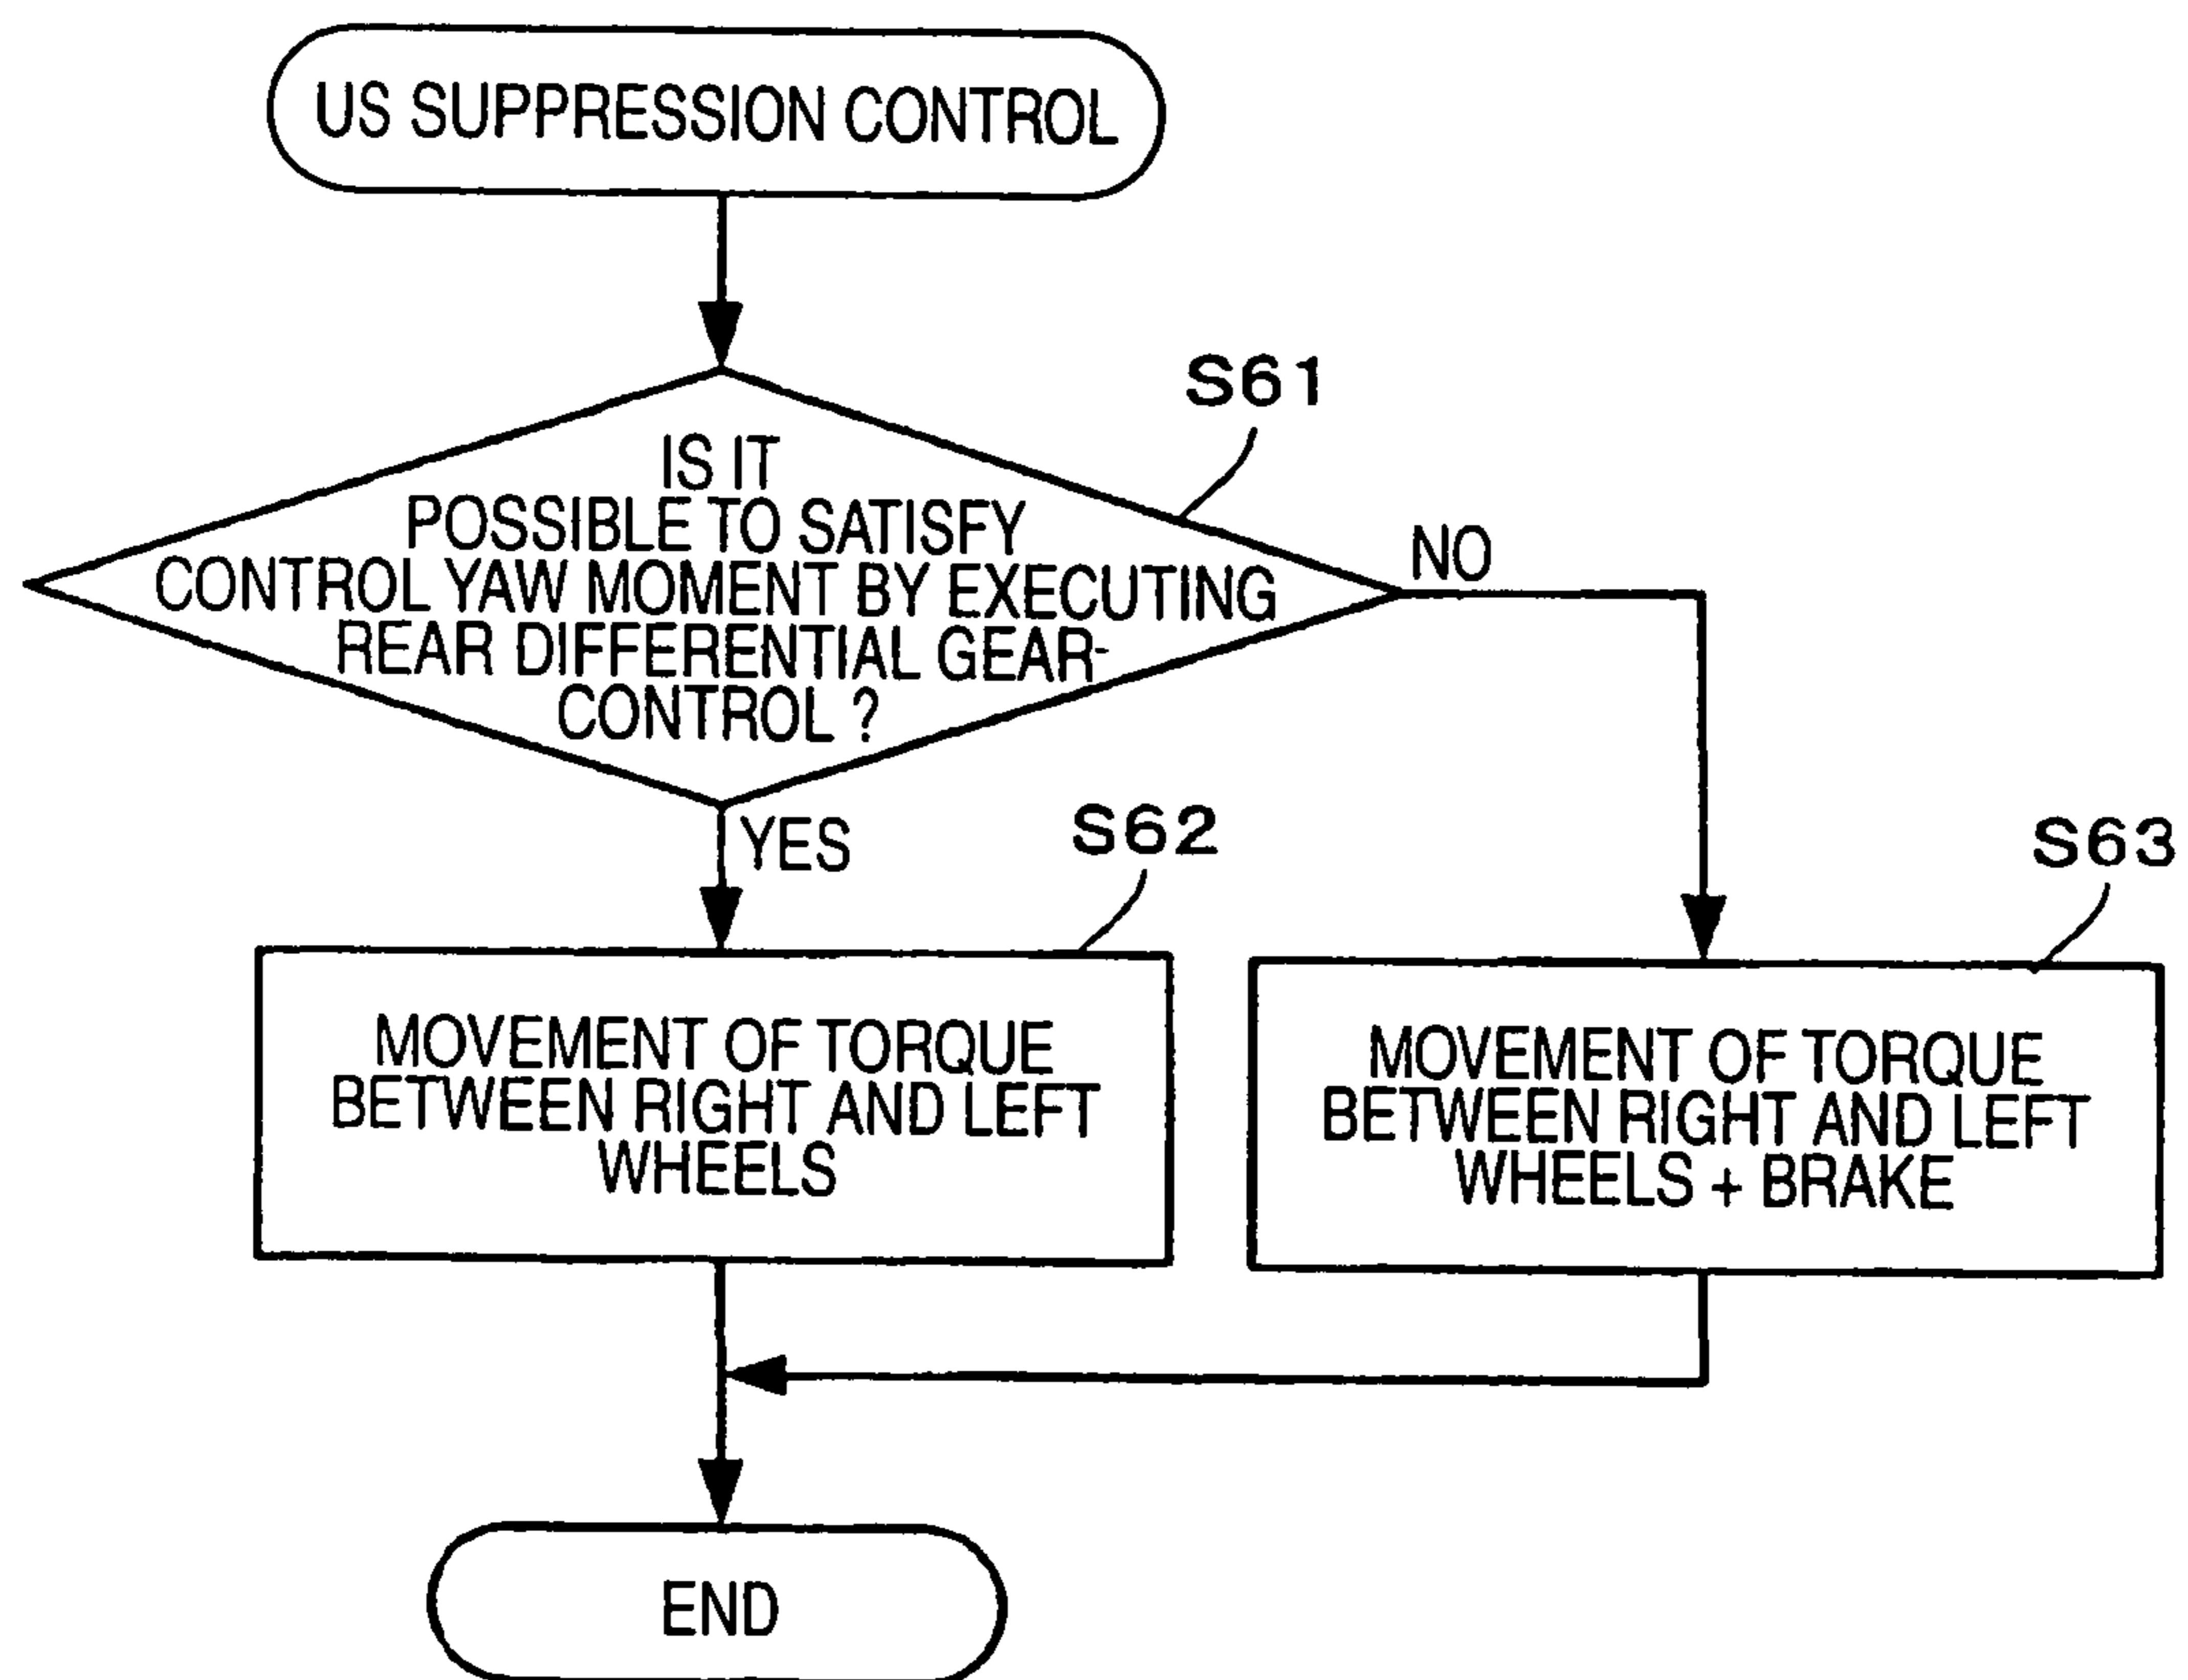 US SUPPRESSION CONTROL
S61
IS IT
POSSIBLE TO SATISFY
CONTROL YAW MOMENT BY EXECUTING
REAR DIFFERENTIAL GEAR-
CONTROL ?
NO
YES
S62
S63
MOVEMENT OF TORQUE
BETWEEN RIGHT AND LEFT
WHEELS
MOVEMENT OF TORQUE
BETWEEN RIGHT AND LEFT
WHEELS + BRAKE
END